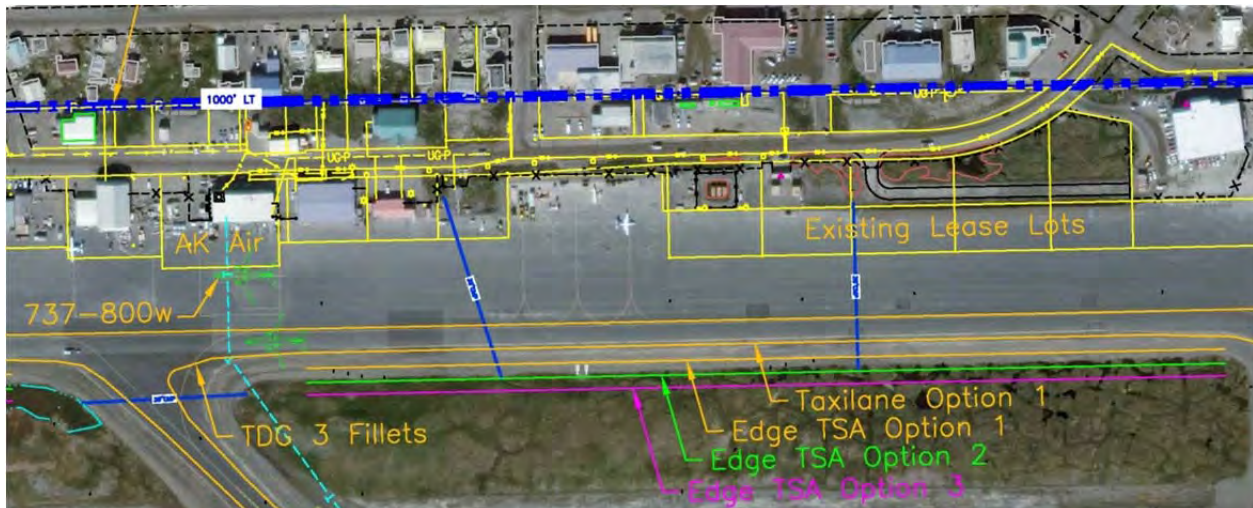 1000' LT
UG-P
UG-P
UG-P
AK Air
Existing Lease Lots
737-800w
Taxilane Option 1
TDG 3 Fillets
Edge TSA Option 1
Edge TSA Option 2
Edge TSA Option 3